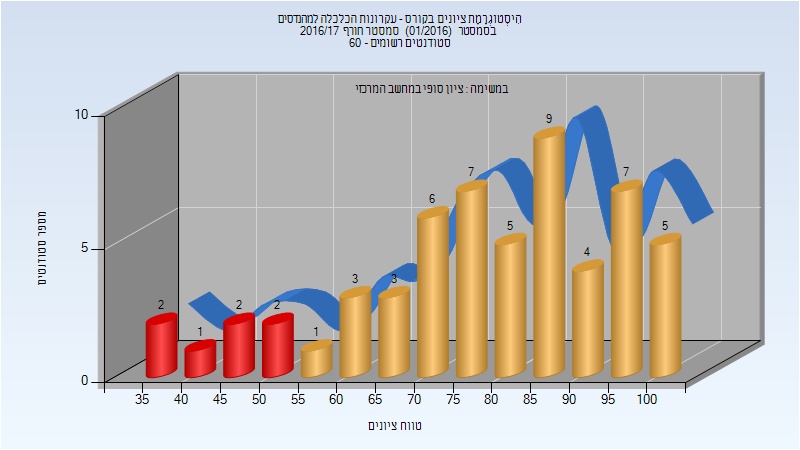 היסטוגרמת ציונים בקורס - עקרונות הכלכלה למהנדסים
בסמסטר (01/2016) סמסטר חורף 2016/17
סטודנטים רשומים - 60
במשימה : ציון סופי במחשב המרכזי
10
5
0
מספר סטודנטים
2
1
2
2
1
3
3
6
7
5
9
4
7
5
35 40 45 50 55 60 65 70 75 80 85 90 95 100
טווח ציונים